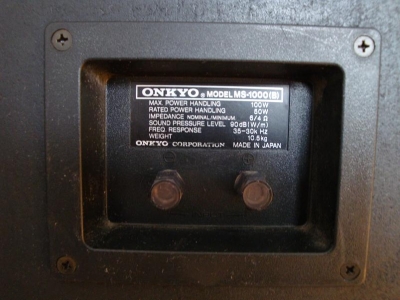 ONKYO® MODEL MS-1000(B)
MAX. POWER HANDLING 100W
RATED POWER HANDLING 50W
IMPEDANCE NOMINAL/MINIMUM 6/4 Ω
SOUND PRESSURE LEVEL 90dB(W/m)
FREQ. RESPONSE 35-30k Hz
WEIGHT 10.5kg
ONKYO CORPORATION MADE IN JAPAN